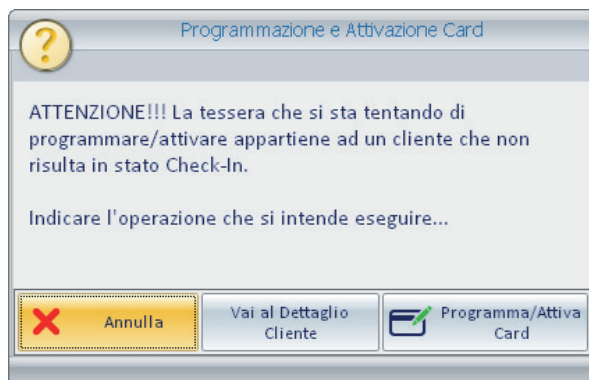 Programmazione e Attivazione Card
ATTENZIONE!!! La tessera che si sta tentando di
programmare/attivare appartiene ad un cliente che non
risulta in stato Check-In.
Indicare l'operazione che si intende eseguire...
Annulla
Vai al Dettaglio
Cliente
Programma/Attiva
Card